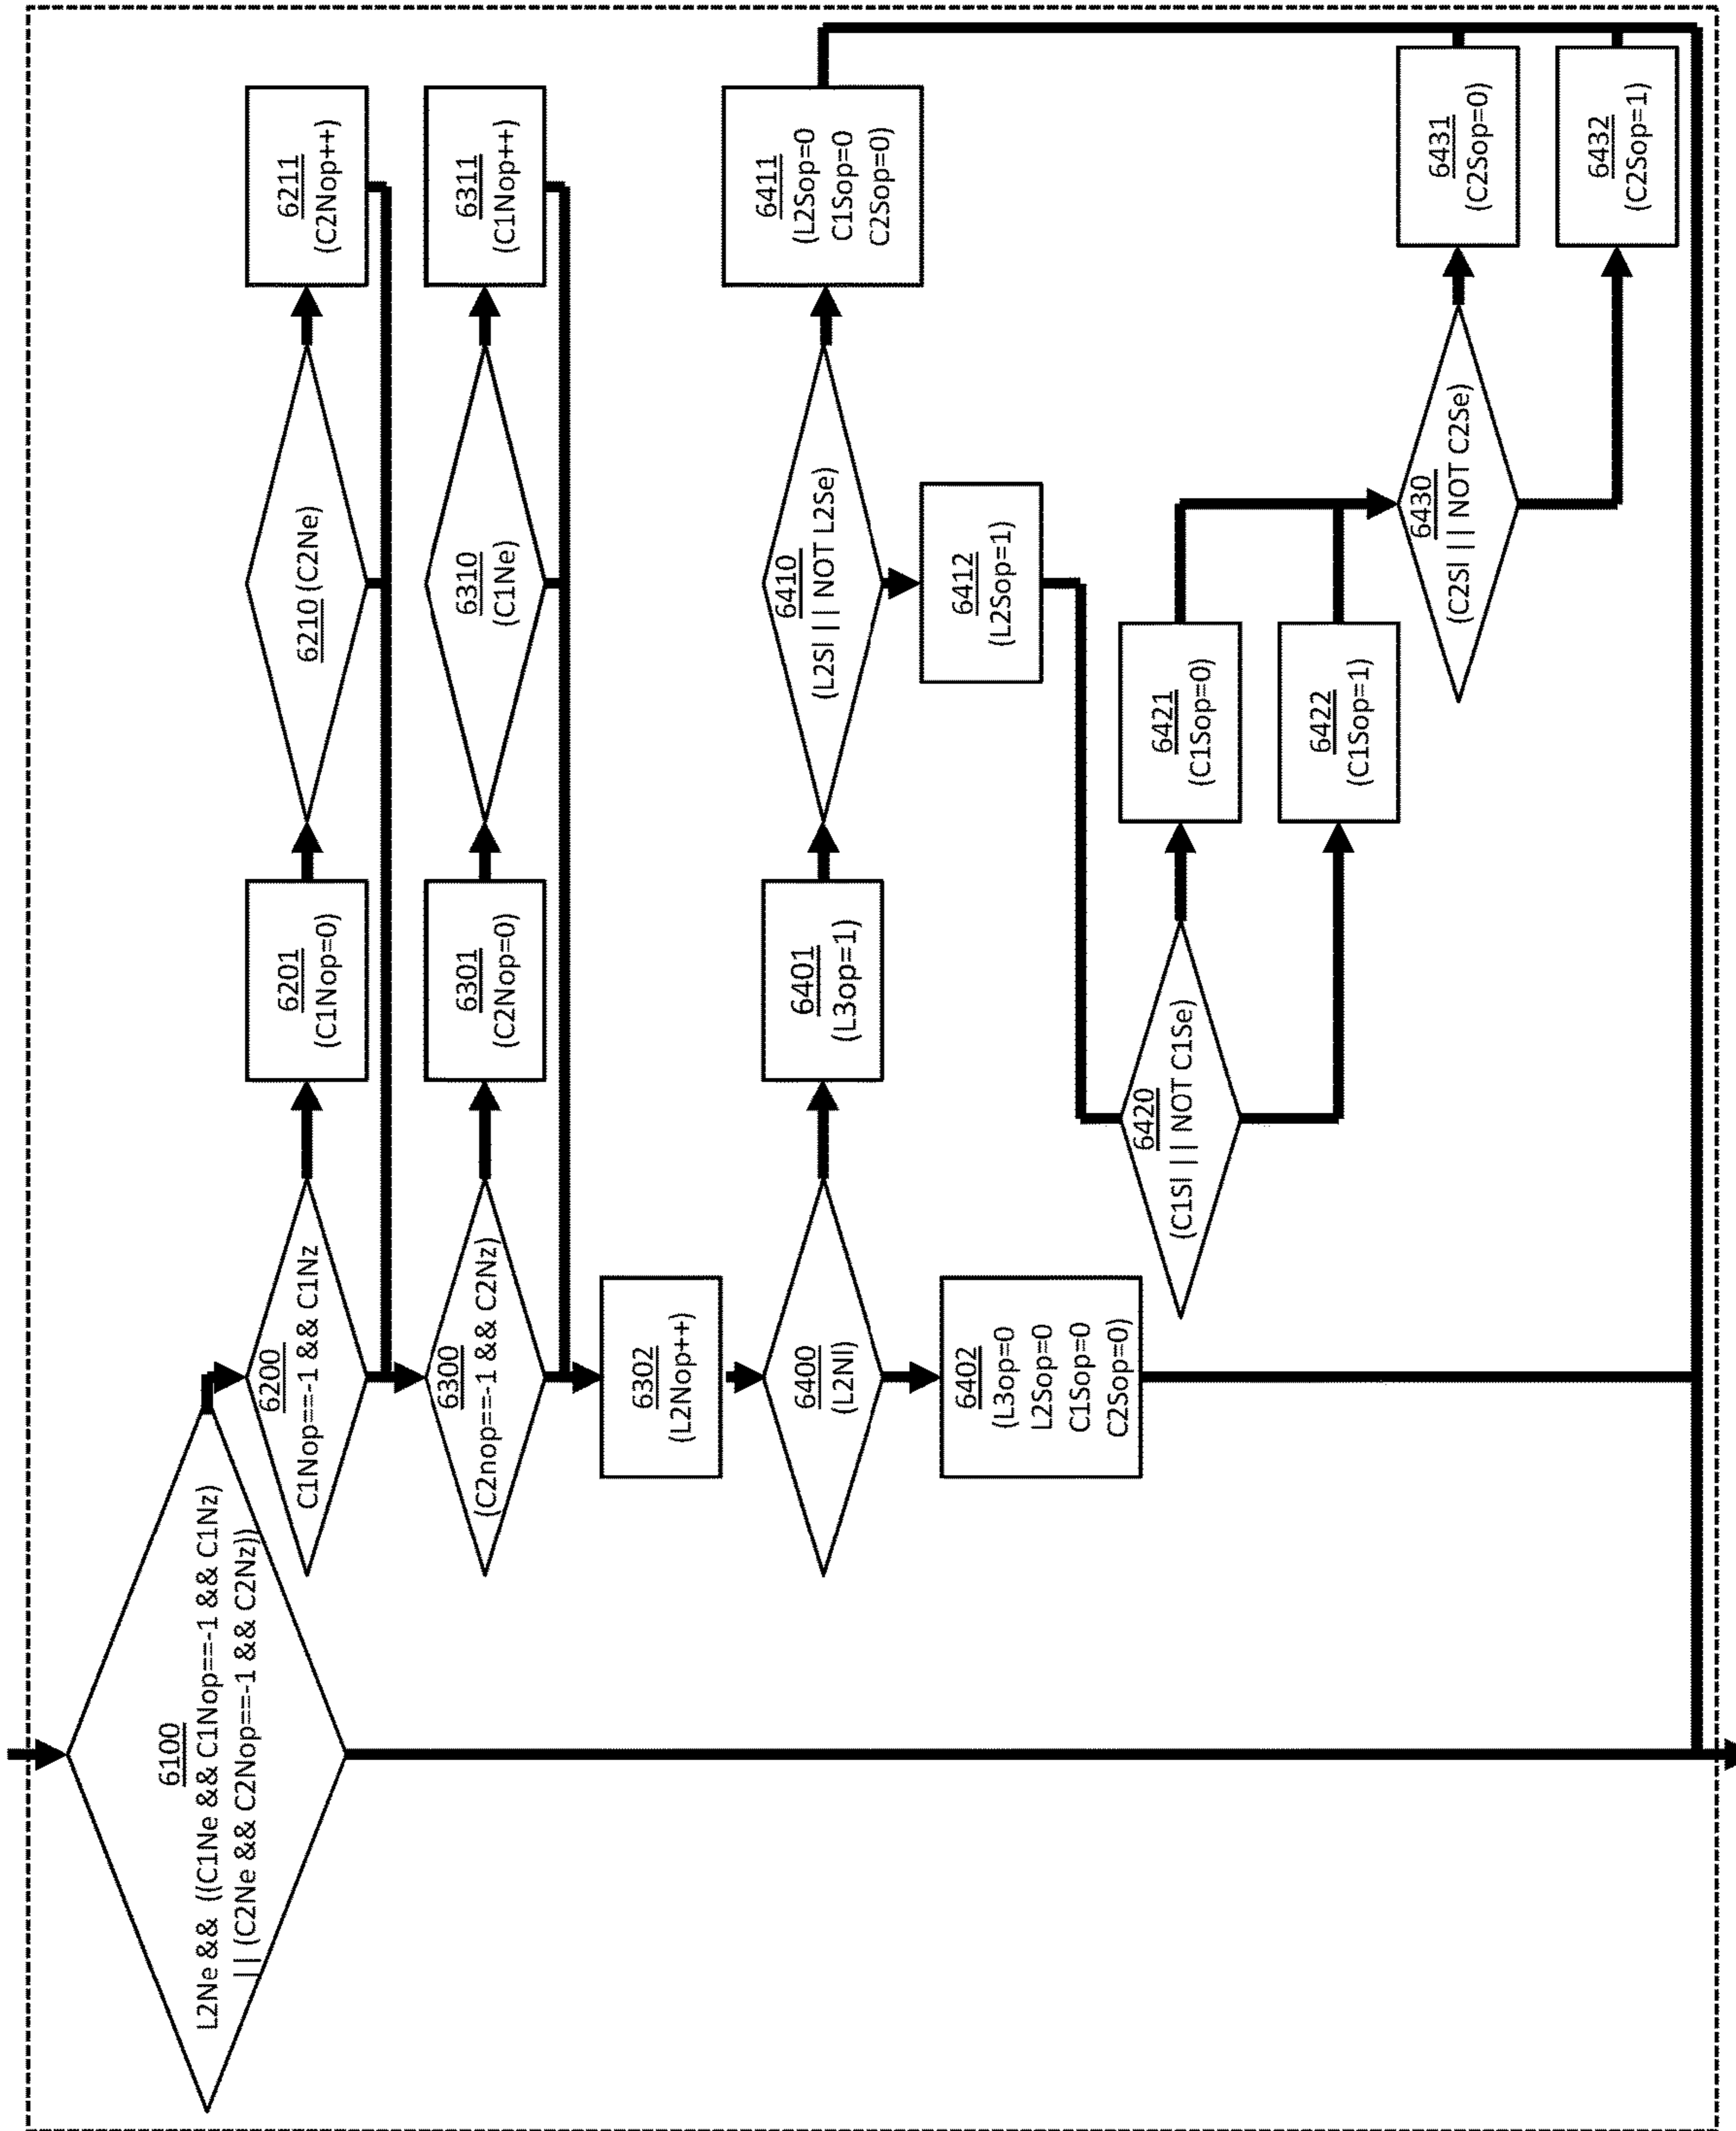 6100
L2Ne && ((C1Ne && C1Nop==-1 && C1Nz)
|| (C2Ne && C2Nop==-1 && C2Nz))
6200
C1Nop==-1 && C1Nz
6201
(C1Nop=0)
6210 (C2Ne)
6211
(C2Nop++)
6300
(C2nop==-1 && C2Nz)
6301
(C2Nop=0)
6310
(C1Ne)
6311
(C1Nop++)
6302
(L2Nop++)
6400
(L2Nl)
6401
(L3op=1)
6410
(L2Sl || NOT L2Se)
6411
(L2Sop=0
C1Sop=0
C2Sop=0)
6402
(L3op=0
L2Sop=0
C1Sop=0
C2Sop=0)
6412
(L2Sop=1)
6420
(C1Sl || NOT C1Se)
6421
(C1Sop=0)
6422
(C1Sop=1)
6430
(C2Sl || NOT C2Se)
6431
(C2Sop=0)
6432
(C2Sop=1)